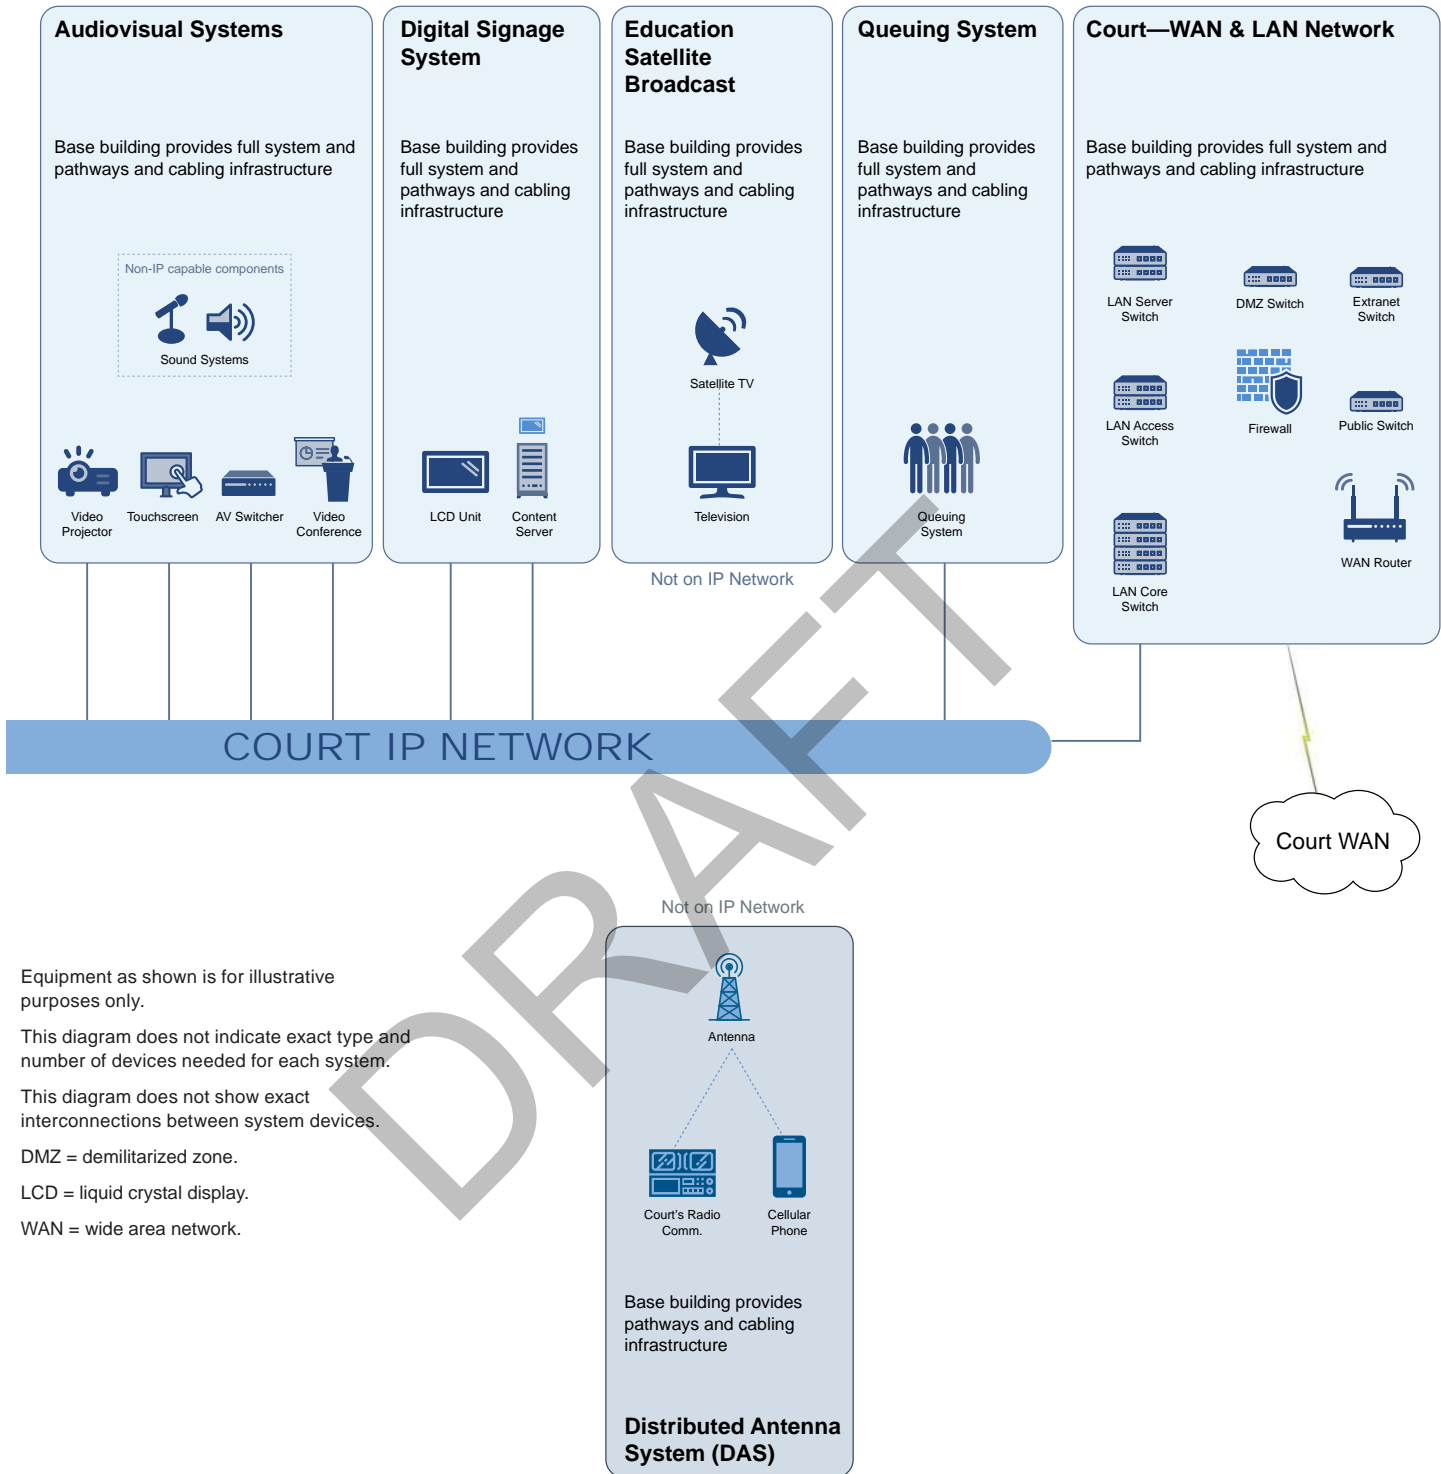 Audiovisual Systems
Base building provides full system and
pathways and cabling infrastructure
Non-IP capable components
Sound Systems
Video
Projector
Touchscreen
AV Switcher
Video
Conference
Digital Signage
System
Base building provides
full system and
pathways and cabling
infrastructure
LCD Unit
Content
Server
Education
Satellite
Broadcast
Base building provides
full system and
pathways and cabling
infrastructure
Satellite TV
Television
Not on IP Network
Queuing System
Base building provides
full system and
pathways and cabling
infrastructure
Queuing
System
Court—WAN & LAN Network
Base building provides full system and
pathways and cabling infrastructure
LAN Server
Switch
DMZ Switch
Extranet
Switch
LAN Access
Switch
Firewall
Public Switch
LAN Core
Switch
WAN Router
COURT IP NETWORK
Court WAN
DRAFT
Not on IP Network
Antenna
Court's Radio
Comm.
Cellular
Phone
Base building provides
pathways and cabling
infrastructure
Distributed Antenna
System (DAS)
Equipment as shown is for illustrative
purposes only.
This diagram does not indicate exact type and
number of devices needed for each system.
This diagram does not show exact
interconnections between system devices.
DMZ = demilitarized zone.
LCD = liquid crystal display.
WAN = wide area network.